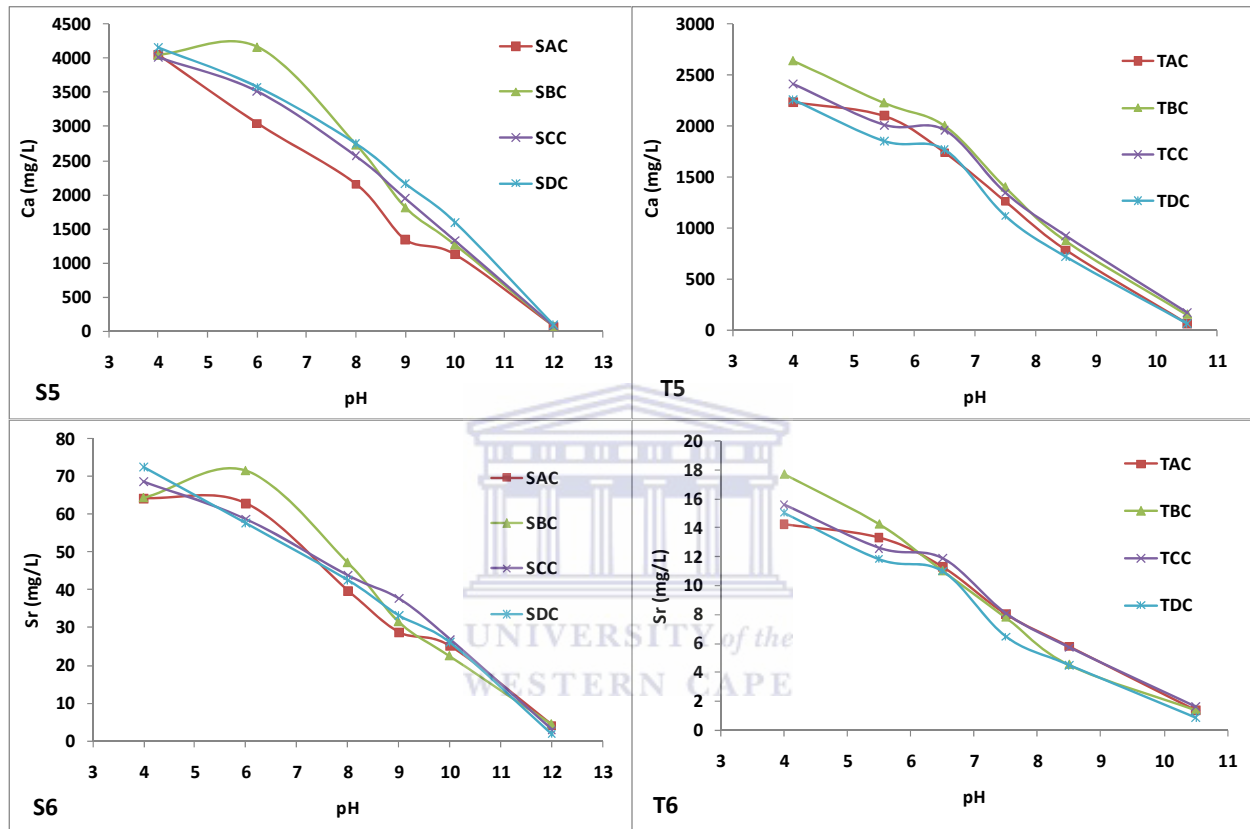 4500
4000
3500
3000
2500
2000
1500
1000
500
0
Ca (mg/L)
3 4 5 6 7 8 9 10 11 12 13
pH
SAC
SBC
SCC
SDC
S5
3000
2500
2000
1500
1000
500
0
Ca (mg/L)
3 4 5 6 7 8 9 10 11
pH
TAC
TBC
TCC
TDC
T5
80
70
60
50
40
30
20
10
0
Sr (mg/L)
3 4 5 6 7 8 9 10 11 12 13
pH
SAC
SBC
SCC
SDC
S6
20
18
16
14
12
10
8
6
4
2
0
Sr (mg/L)
3 4 5 6 7 8 9 10 11
pH
TAC
TBC
TCC
TDC
T6
UNIVERSITY of the
WESTERN CAPE